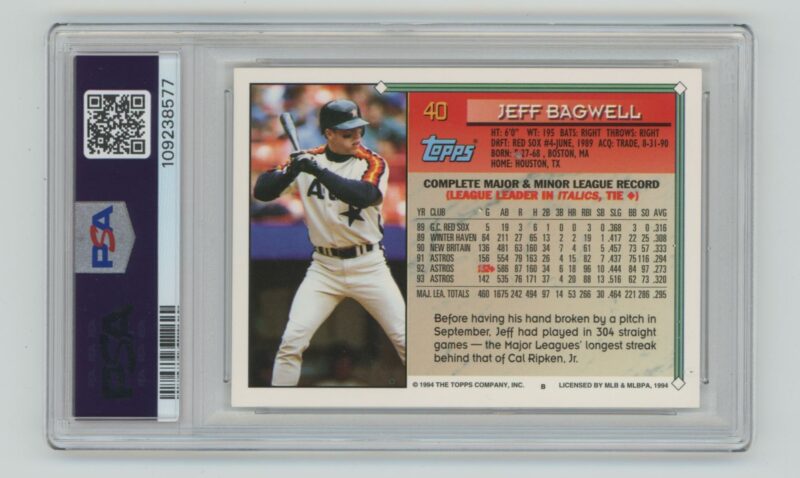 109238577
PSA
PSA
40
JEFF BAGWELL
topps
HT: 6'0" WT: 195 BATS: RIGHT THROWS: RIGHT
DRFT: RED SOX #4-JUNE, 1989 ACQ: TRADE, 8-31-90
BORN: 5-27-68, BOSTON, MA
HOME: HOUSTON, TX
COMPLETE MAJOR & MINOR LEAGUE RECORD
(LEAGUE LEADER IN ITALICS, TIE ◆)
YR CLUB G AB R H 2B 3B HR RBI SB SLG BB SO AVG
89 G.C. RED SOX 5 19 3 6 1 0 0 3 0 .368 3 0 .316
89 WINTER HAVEN 64 211 27 65 13 2 2 19 1 .417 22 25 .308
90 NEW BRITAIN 136 481 63 160 34 7 4 61 5 .457 73 57 .333
91 ASTROS 156 554 79 163 26 4 15 82 7 .437 75 116 .294
92 ASTROS 162◆ 586 87 160 34 6 18 96 10 .444 84 97 .273
93 ASTROS 142 535 76 171 37 4 20 88 13 .516 62 73 .320
MAJ. LEA. TOTALS 460 1675 242 494 97 14 53 266 30 .464 221 286 .295
Before having his hand broken by a pitch in
September, Jeff had played in 304 straight
games — the Major Leagues' longest streak
behind that of Cal Ripken, Jr.
© 1994 THE TOPPS COMPANY, INC. B LICENSED BY MLB & MLBPA, 1994